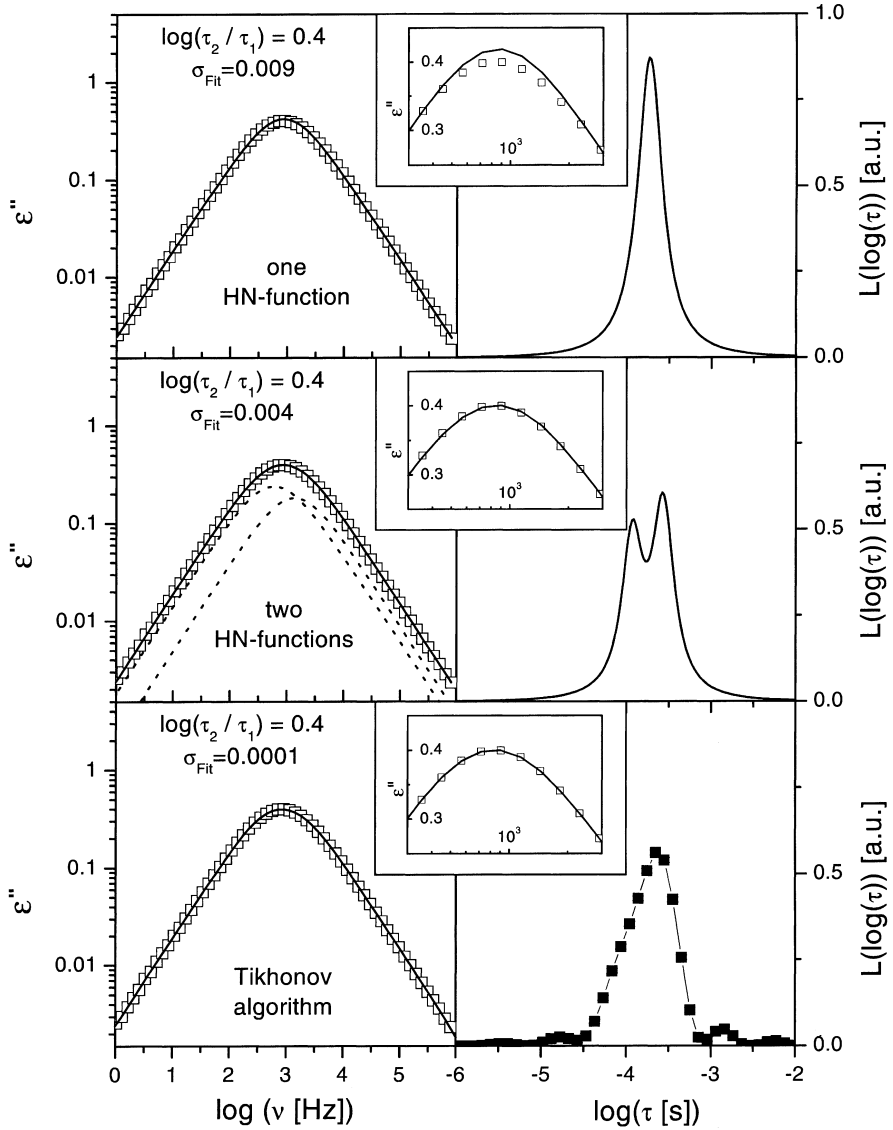 log(τ2 / τ1) = 0.4
σFit=0.009
1
0.1
0.01
ε"
one
HN-function
0.4
0.3
ε"
10³
1.0
0.5
0.0
L(log(τ)) [a.u.]
log(τ2 / τ1) = 0.4
σFit=0.004
1
0.1
0.01
ε"
two
HN-functions
0.4
0.3
ε"
10³
0.5
0.0
L(log(τ)) [a.u.]
log(τ2 / τ1) = 0.4
σFit=0.0001
1
0.1
0.01
ε"
Tikhonov
algorithm
0.4
0.3
ε"
10³
0.5
0.0
L(log(τ)) [a.u.]
0 1 2 3 4 5 -6 -5 -4 -3 -2
log (ν [Hz])
log(τ [s])